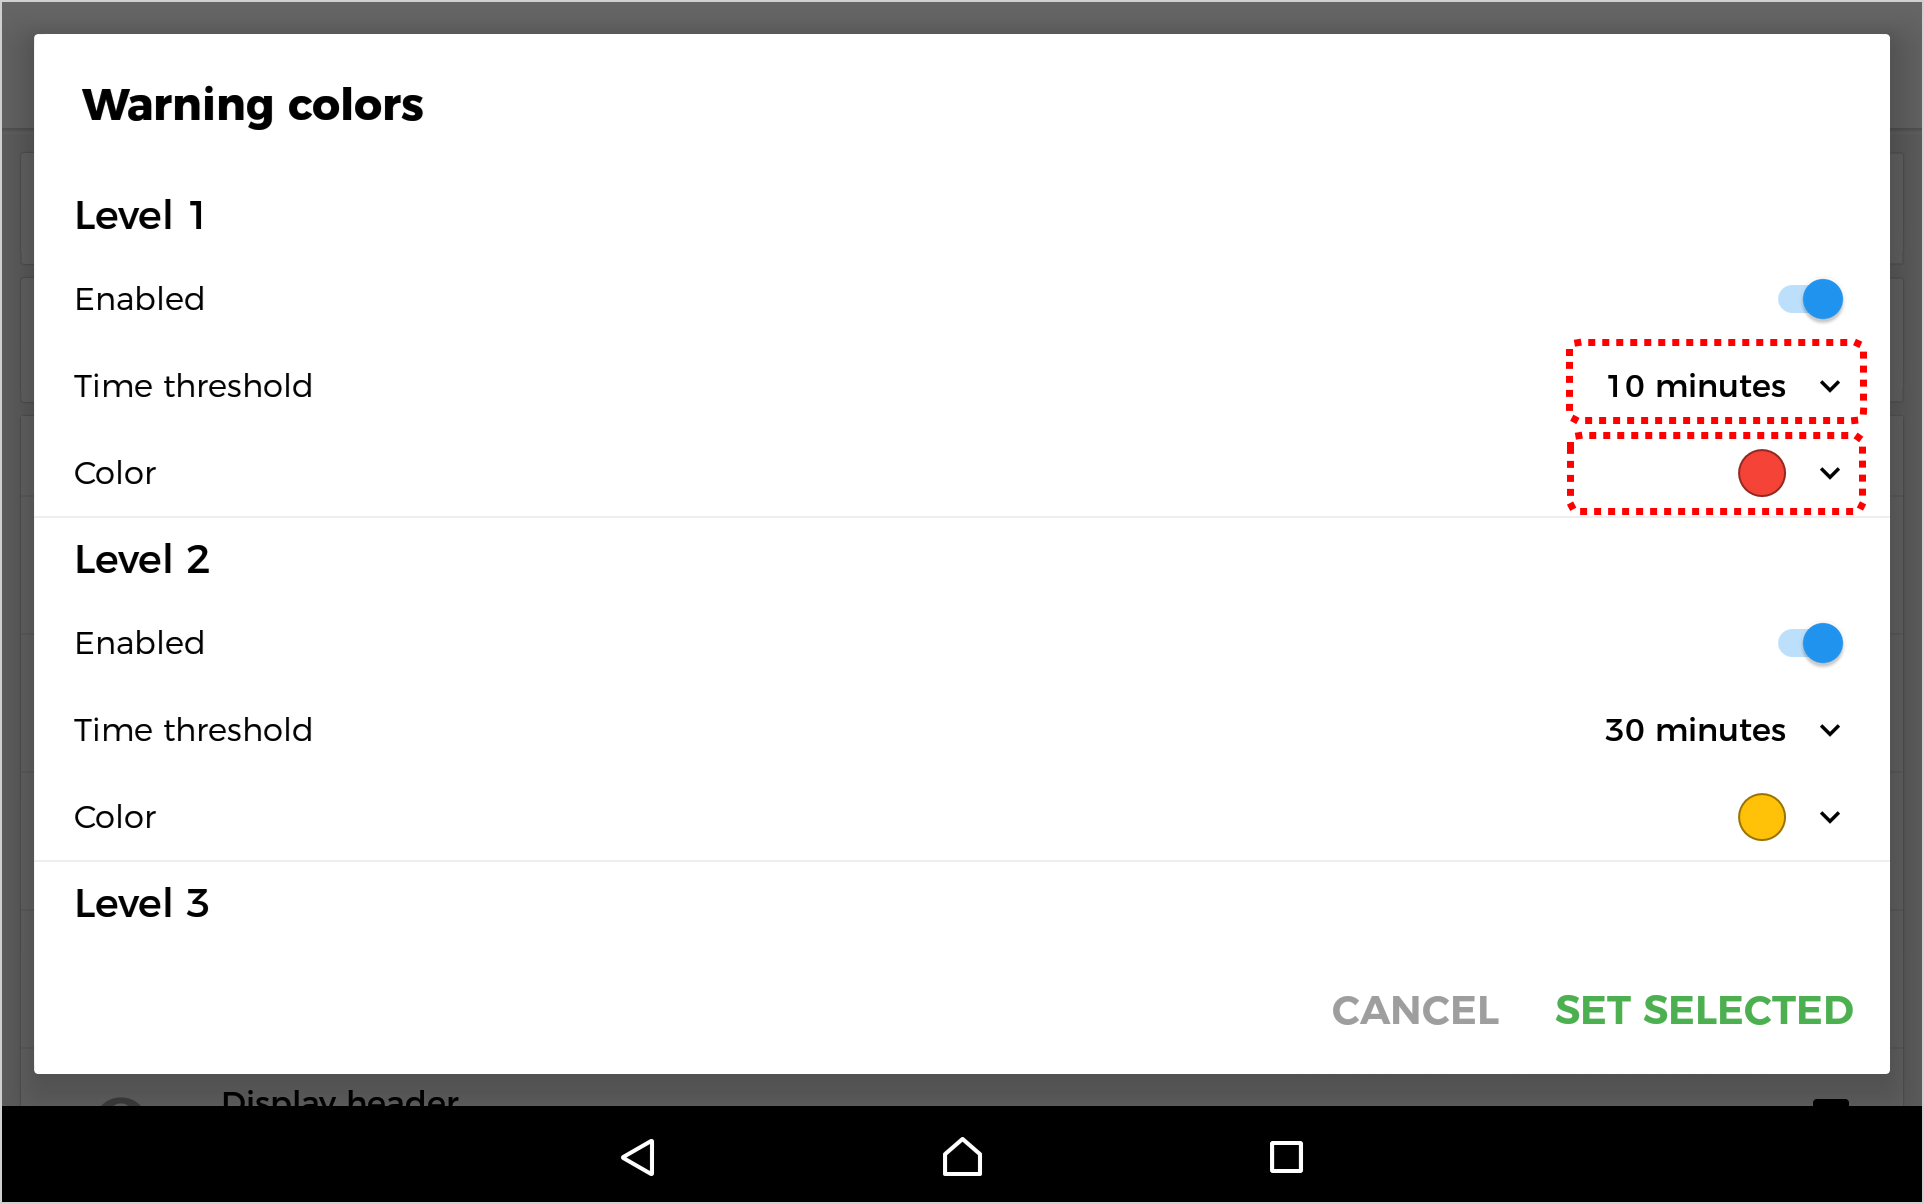 Warning colors
Level 1
Enabled
Time threshold 10 minutes
Color
Level 2
Enabled
Time threshold 30 minutes
Color
Level 3
CANCEL SET SELECTED
Display header